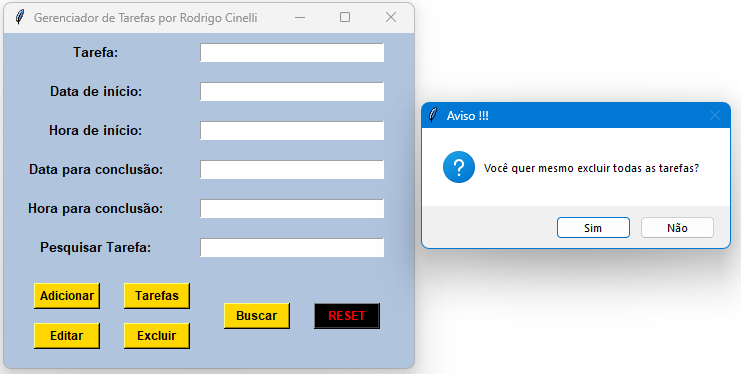 Gerenciador de Tarefas por Rodrigo Cinelli
Tarefa:
Data de início:
Hora de início:
Data para conclusão:
Hora para conclusão:
Pesquisar Tarefa:
Adicionar
Tarefas
Buscar
RESET
Editar
Excluir
Aviso !!!
Você quer mesmo excluir todas as tarefas?
Sim
Não